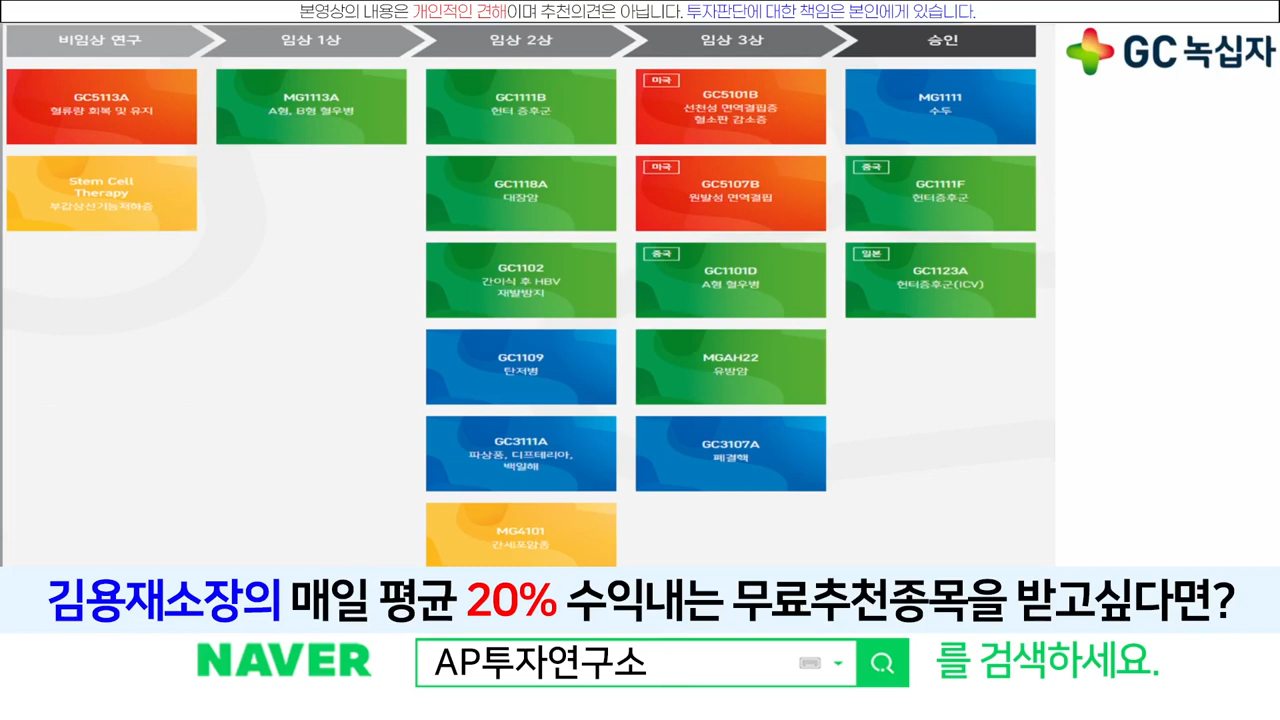 본영상의 내용은 개인적인 견해이며 추천의견은 아닙니다. 투자판단에 대한 책임은 본인에게 있습니다.
비임상 연구
임상 1상
임상 2상
임상 3상
승인
GC녹십자
GC5113A
혈류량 회복 및 유지
MG1113A
A형, B형 혈우병
GC1111B
헌터 증후군
미국
GC5101B
선천성 면역결핍증
혈소판 감소증
MG1111
수두
Stem Cell
Therapy
부갑상선기능저하증
GC1118A
대장암
미국
GC5107B
원발성 면역결핍
중국
GC1111F
헌터증후군
GC1102
간이식 후 HBV
재발방지
중국
GC1101D
A형 혈우병
일본
GC1123A
헌터증후군(ICV)
GC1109
탄저병
MGAH22
유방암
GC3111A
파상풍, 디프테리아,
백일해
GC3107A
폐결핵
MG4101
간세포암종
김용재소장의 매일 평균 20% 수익내는 무료추천종목을 받고싶다면?
NAVER
AP투자연구소
를 검색하세요.